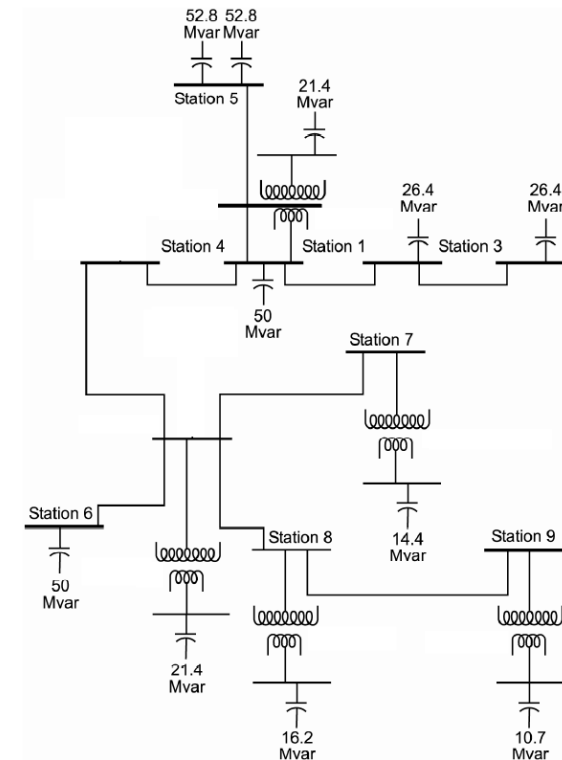 52.8 52.8
Mvar Mvar
Station 5
21.4
Mvar
26.4
Mvar
26.4
Mvar
Station 4
Station 1
Station 3
50
Mvar
Station 7
Station 6
14.4
Mvar
Station 8
Station 9
50
Mvar
21.4
Mvar
16.2
Mvar
10.7
Mvar